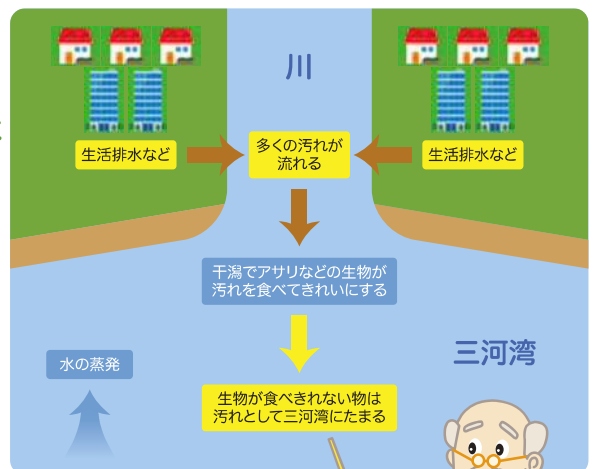 川
生活排水など
多くの汚れが
流れる
生活排水など
干潟でアサリなどの生物が
汚れを食べてきれいにする
三河湾
水の蒸発
生物が食べきれない物は
汚れとして三河湾にたまる